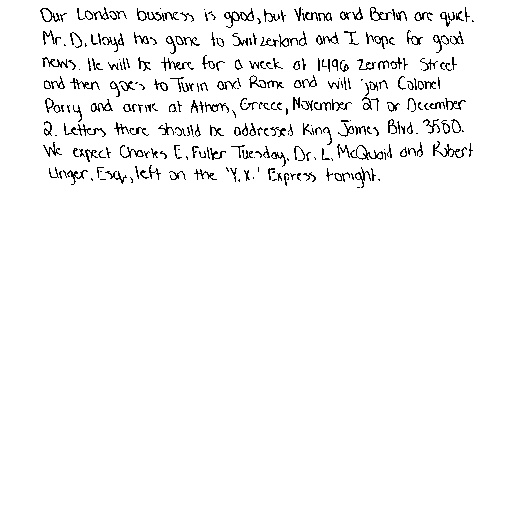 Our London business is good, but Vienna and Berlin are quiet.
Mr. D. Lloyd has gone to Switzerland and I hope for good
news. He will be there for a week at 1496 Zermott Street
and then goes to Turin and Rome and will join Colonel
Parry and arrive at Athens, Greece, November 27 or December
2. Letters there should be addressed King James Blvd. 3580.
We expect Charles E. Fuller Tuesday. Dr. L. McQuaid and Robert
Unger, Esq., left on the 'Y.X.' Express tonight.